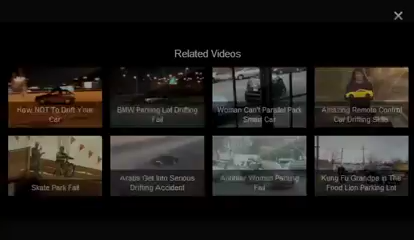 Related Videos
How NOT To Drift Your
Car
BMW Parking Lot Drifting
Fail
Woman Can't Parallel Park
Smart Car
Amazing Remote Control
Car Drifting Skills
Skate Park Fail
Arabs Get Into Serious
Drifting Accident
Another Woman Parking
Fail
Kung Fu Grandpa in The
Food Lion Parking Lot